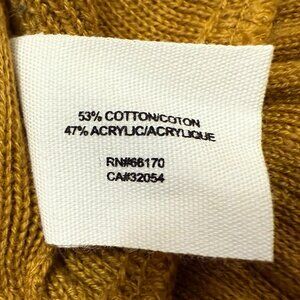 53% COTTON/COTON
47% ACRYLIC/ACRYLIQUE
RN#66170
CA#32054